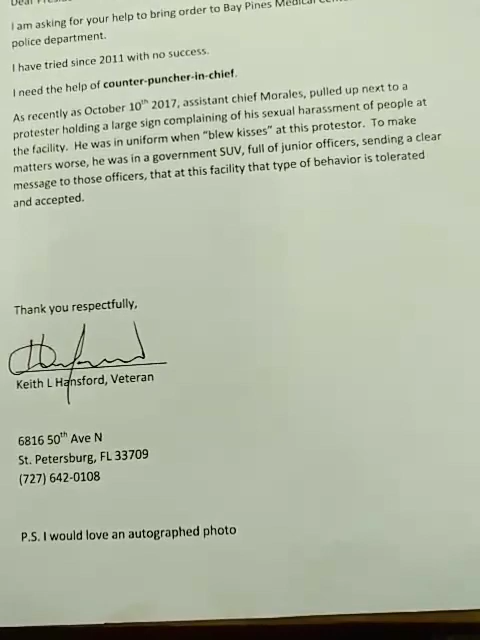 Dear
I am asking for your help to bring order to Bay Pines Medical
police department.
I have tried since 2011 with no success.
I need the help of counter-puncher-in-chief.
As recently as October 10th 2017, assistant chief Morales, pulled up next to a
protester holding a large sign complaining of his sexual harassment of people at
the facility. He was in uniform when "blew kisses" at this protestor. To make
matters worse, he was in a government SUV, full of junior officers, sending a clear
message to those officers, that at this facility that type of behavior is tolerated
and accepted.
Thank you respectfully,
Keith L Hansford, Veteran
6816 50th Ave N
St. Petersburg, FL 33709
(727) 642-0108
P.S. I would love an autographed photo